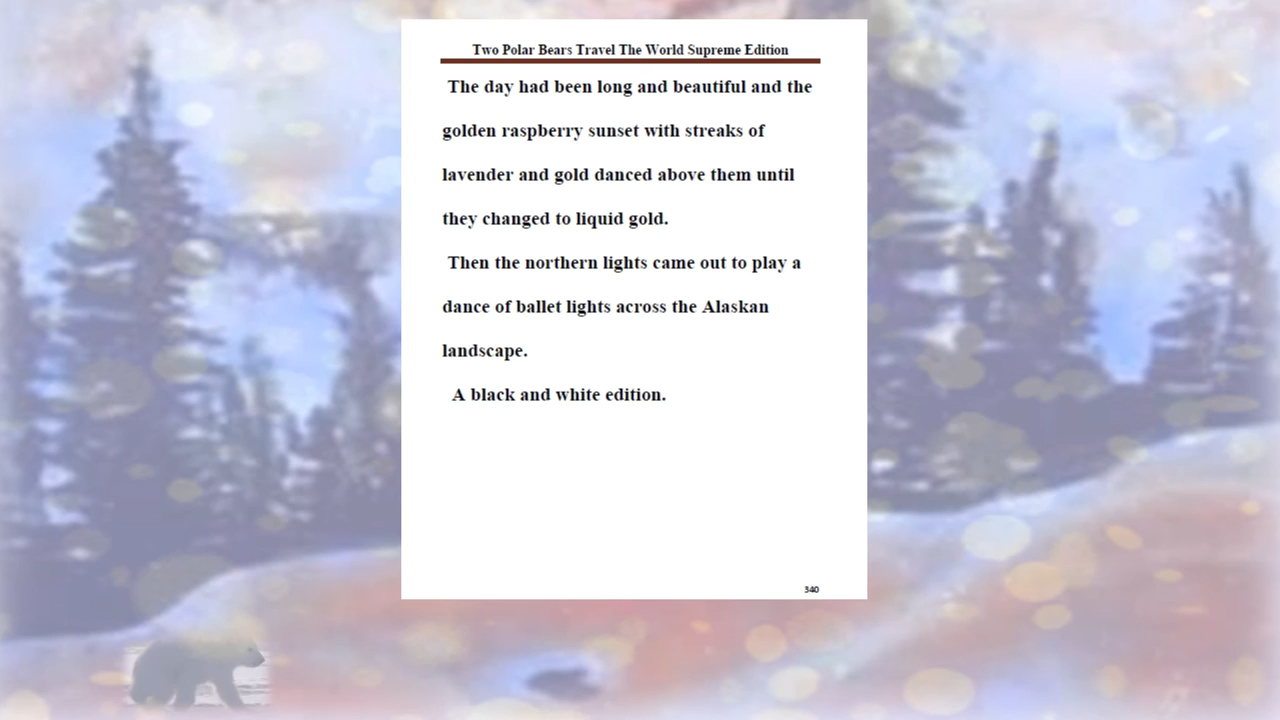 Two Polar Bears Travel The World Supreme Edition
The day had been long and beautiful and the
golden raspberry sunset with streaks of
lavender and gold danced above them until
they changed to liquid gold.
Then the northern lights came out to play a
dance of ballet lights across the Alaskan
landscape.
A black and white edition.
340